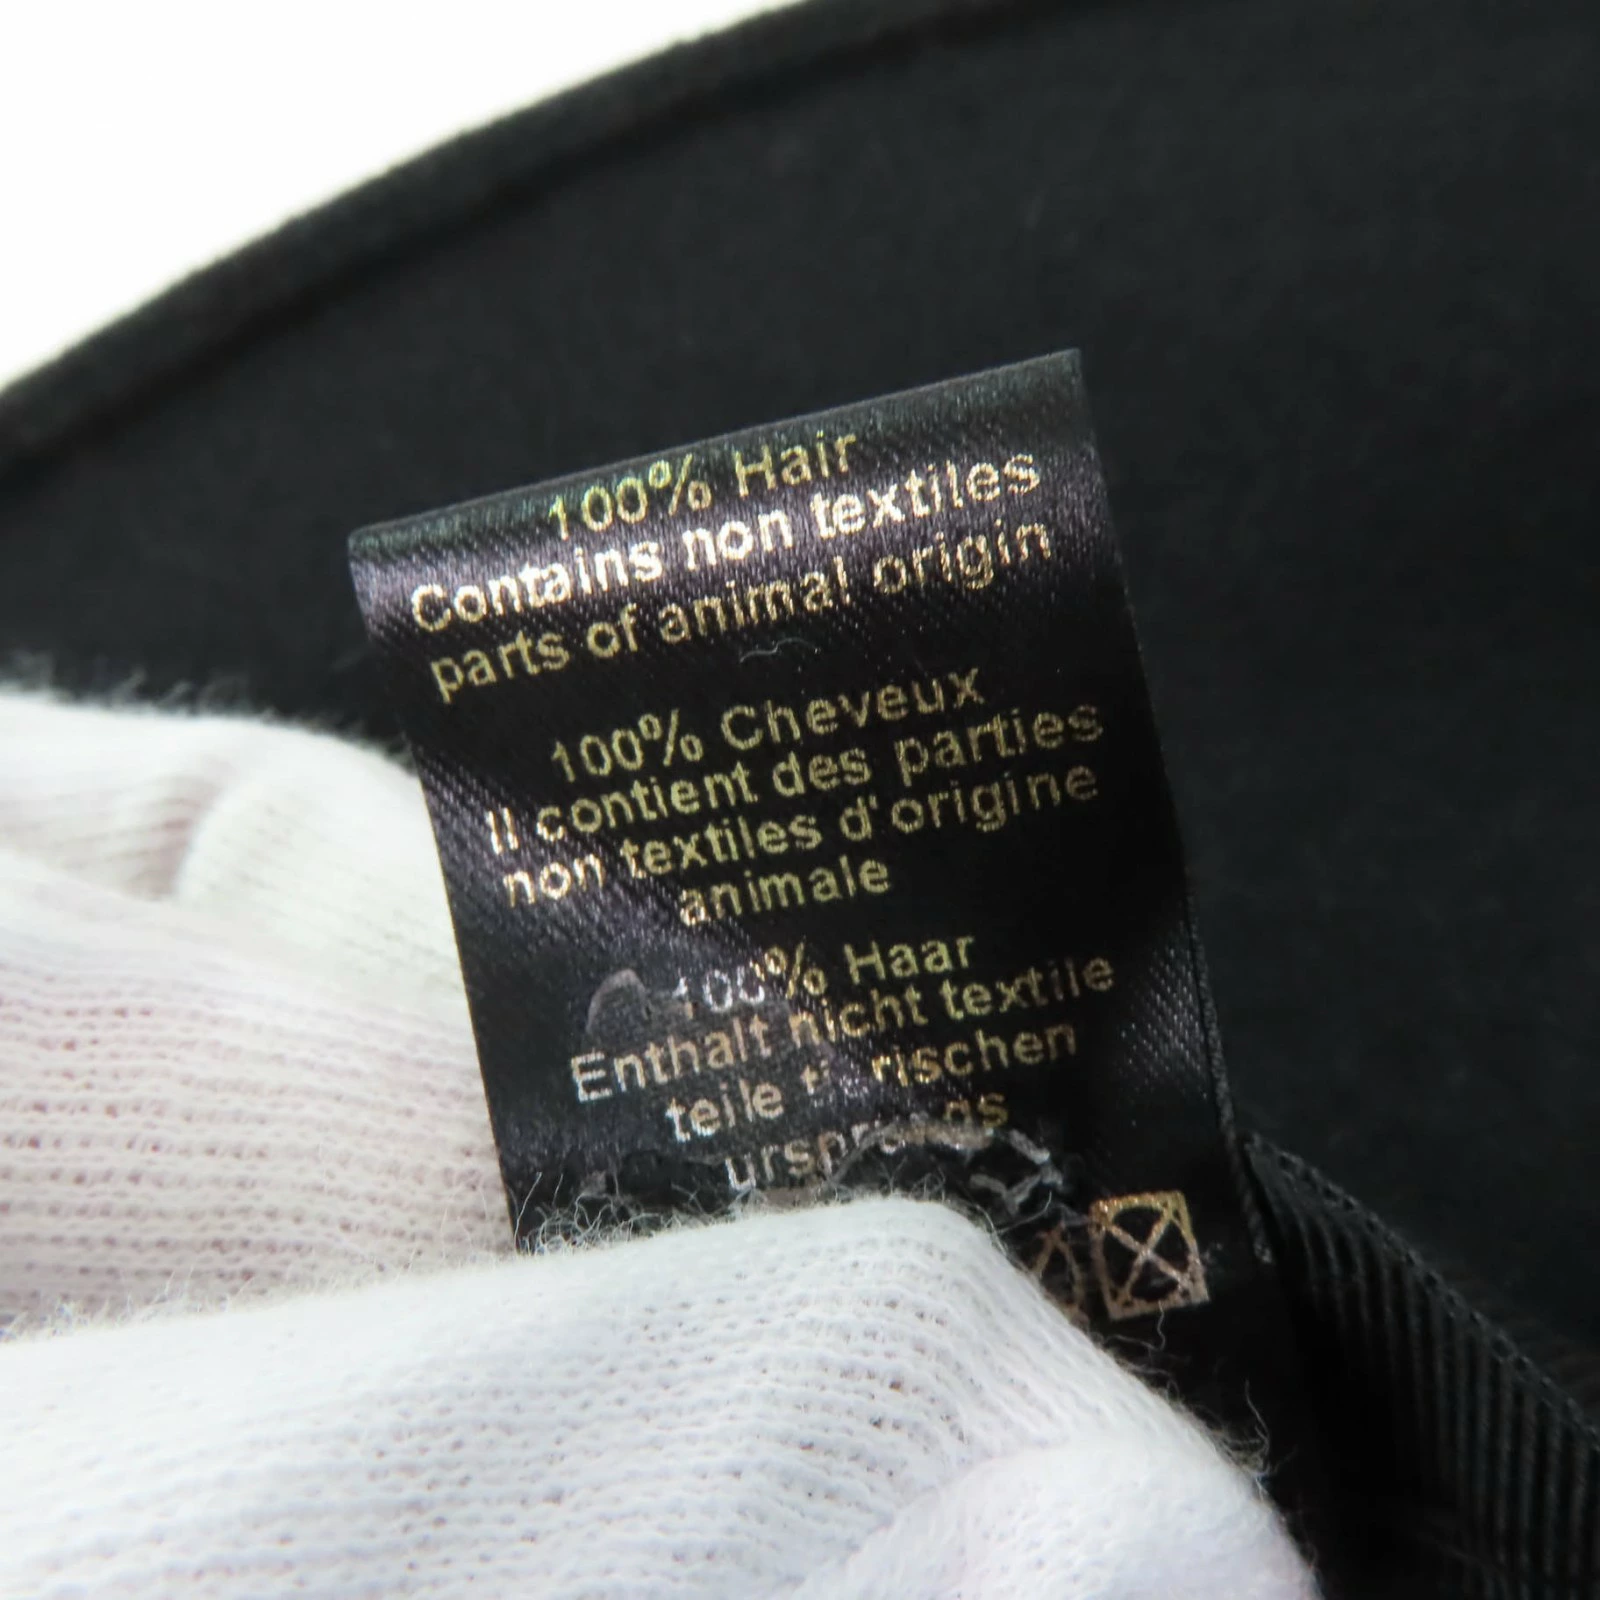 100% Hair
Contains non textiles
parts of animal origin
100% Cheveux
Il contient des parties
non textiles d'origine
animale
100% Haar
Enthalt nicht textile
teile